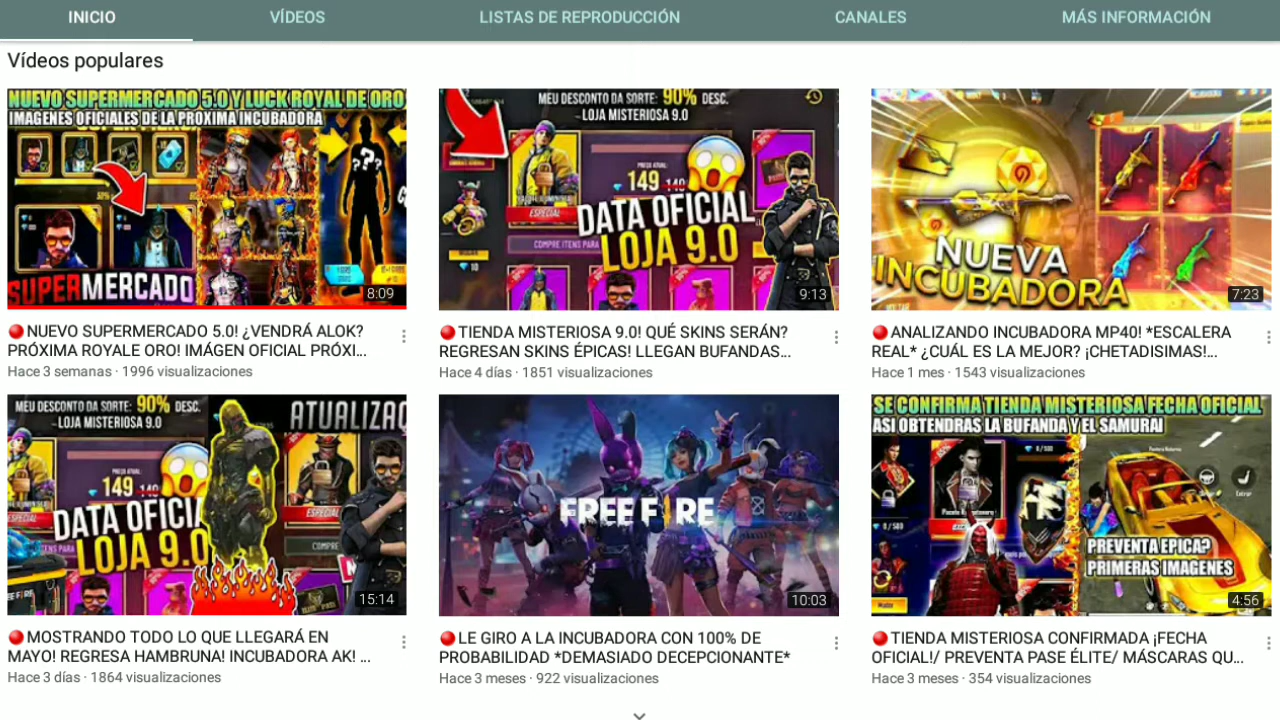 INICIO
VÍDEOS
LISTAS DE REPRODUCCIÓN
CANALES
MÁS INFORMACIÓN
Vídeos populares
NUEVO SUPERMERCADO 5.0 Y LUCK ROYAL DE ORO
IMAGENES OFICIALES DE LA PROXIMA INCUBADORA
???
SUPERMERCADO
8:09
MEU DESCONTO DA SORTE: 90% DESC.
LOJA MISTERIOSA 9.0
149
ESPECIAL
DATA OFICIAL
LOJA 9.0
COMPRE ITENS PARA
9:13
NUEVA
INCUBADORA
7:23
NUEVO SUPERMERCADO 5.0! ¿VENDRÁ ALOK?
PRÓXIMA ROYALE ORO! IMÁGEN OFICIAL PRÓXI...
Hace 3 semanas · 1996 visualizaciones
TIENDA MISTERIOSA 9.0! QUÉ SKINS SERÁN?
REGRESAN SKINS ÉPICAS! LLEGAN BUFANDAS...
Hace 4 días · 1851 visualizaciones
ANALIZANDO INCUBADORA MP40! *ESCALERA
REAL* ¿CUÁL ES LA MEJOR? ¡CHETADISIMAS!...
Hace 1 mes · 1543 visualizaciones
MEU DESCONTO DA SORTE: 90% DESC.
LOJA MISTERIOSA 9.0
ATUALIZAÇ
149
DATA OFICIA
LOJA 9.0
ESPECIAL
COMPRE
15:14
FREE FIRE
10:03
SE CONFIRMA TIENDA MISTERIOSA FECHA OFICIAL
ASI OBTENDRAS LA BUFANDA Y EL SAMURAI
0/500
PREVENTA EPICA?
PRIMERAS IMAGENES
4:56
MOSTRANDO TODO LO QUE LLEGARÁ EN
MAYO! REGRESA HAMBRUNA! INCUBADORA AK! ...
Hace 3 días · 1864 visualizaciones
LE GIRO A LA INCUBADORA CON 100% DE
PROBABILIDAD *DEMASIADO DECEPCIONANTE*
Hace 3 meses · 922 visualizaciones
TIENDA MISTERIOSA CONFIRMADA ¡FECHA
OFICIAL!/ PREVENTA PASE ÉLITE/ MÁSCARAS QU...
Hace 3 meses · 354 visualizaciones